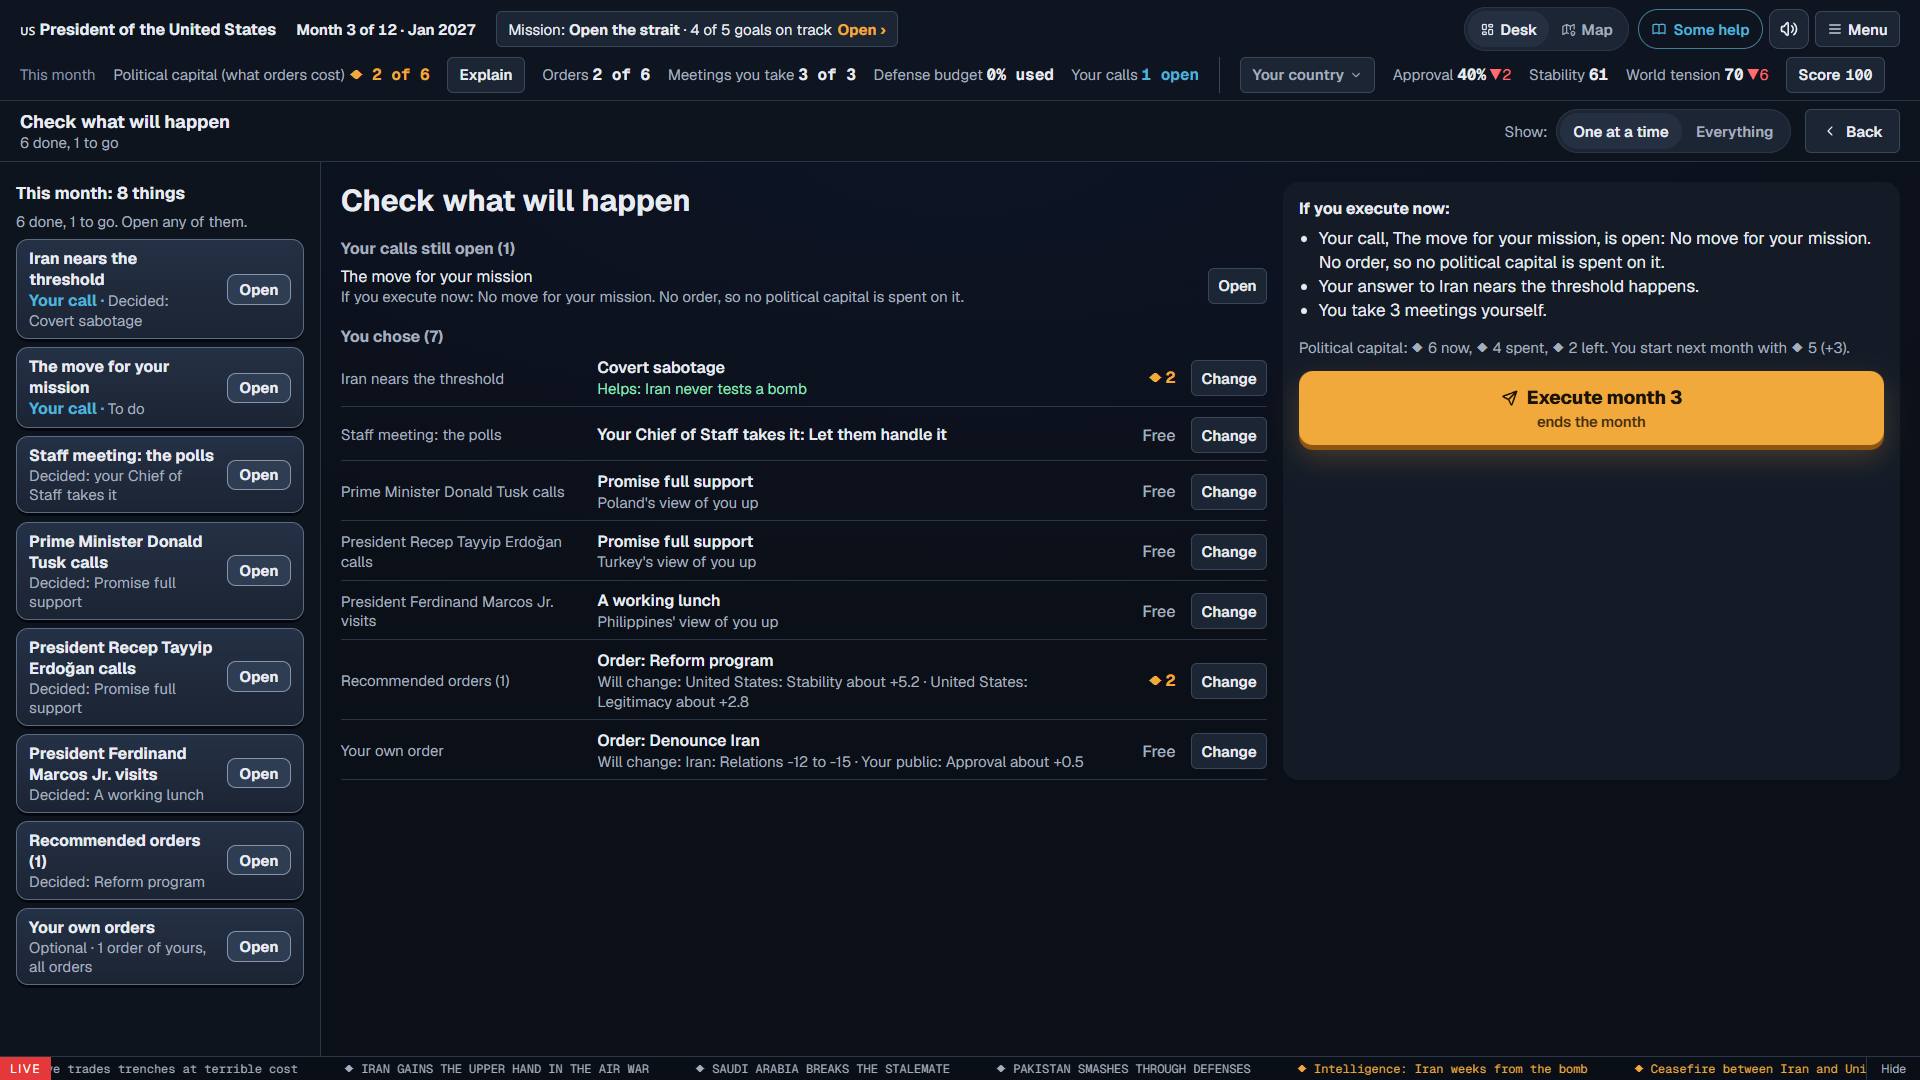 US President of the United States Month 3 of 12 · Jan 2027 Mission: Open the strait · 4 of 5 goals on track Open › Desk Map Some help Menu
This month Political capital (what orders cost) ◆ 2 of 6 Explain Orders 2 of 6 Meetings you take 3 of 3 Defense budget 0% used Your calls 1 open Your country Approval 40% ▼2 Stability 61 World tension 70 ▼6 Score 100
Check what will happen
6 done, 1 to go
Show: One at a time Everything Back
This month: 8 things
6 done, 1 to go. Open any of them.
Iran nears the
threshold
Your call · Decided:
Covert sabotage
Open
The move for your
mission
Your call · To do
Open
Staff meeting: the polls
Decided: your Chief of
Staff takes it
Open
Prime Minister Donald
Tusk calls
Decided: Promise full
support
Open
President Recep Tayyip
Erdoğan calls
Decided: Promise full
support
Open
President Ferdinand
Marcos Jr. visits
Decided: A working lunch
Open
Recommended orders
(1)
Decided: Reform program
Open
Your own orders
Optional · 1 order of yours,
all orders
Open
Check what will happen
Your calls still open (1)
The move for your mission
If you execute now: No move for your mission. No order, so no political capital is spent on it.
Open
You chose (7)
Iran nears the threshold
Covert sabotage
Helps: Iran never tests a bomb
◆ 2 Change
Staff meeting: the polls
Your Chief of Staff takes it: Let them handle it
Free Change
Prime Minister Donald Tusk calls
Promise full support
Poland's view of you up
Free Change
President Recep Tayyip Erdoğan
calls
Promise full support
Turkey's view of you up
Free Change
President Ferdinand Marcos Jr.
visits
A working lunch
Philippines' view of you up
Free Change
Recommended orders (1)
Order: Reform program
Will change: United States: Stability about +5.2 · United States:
Legitimacy about +2.8
◆ 2 Change
Your own order
Order: Denounce Iran
Will change: Iran: Relations -12 to -15 · Your public: Approval about +0.5
Free Change
If you execute now:
• Your call, The move for your mission, is open: No move for your mission.
No order, so no political capital is spent on it.
• Your answer to Iran nears the threshold happens.
• You take 3 meetings yourself.
Political capital: ◆ 6 now, ◆ 4 spent, ◆ 2 left. You start next month with ◆ 5 (+3).
Execute month 3
ends the month
LIVE e trades trenches at terrible cost ◆ IRAN GAINS THE UPPER HAND IN THE AIR WAR ◆ SAUDI ARABIA BREAKS THE STALEMATE ◆ PAKISTAN SMASHES THROUGH DEFENSES ◆ Intelligence: Iran weeks from the bomb ◆ Ceasefire between Iran and Uni Hide